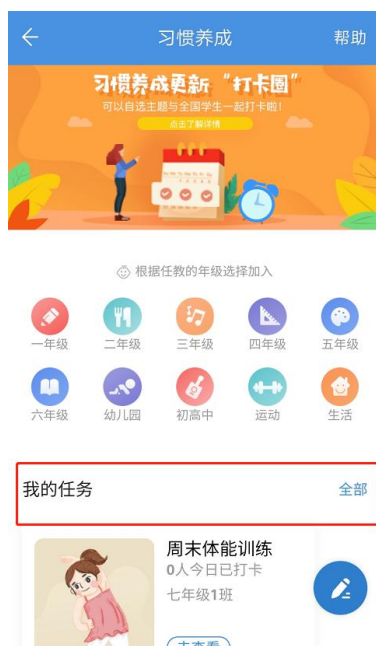 习惯养成
帮助
习惯养成更新“打卡圈”
可以自选主题与全国学生一起打卡啦!
点击了解详情
根据任教的年级选择加入
一年级 二年级 三年级 四年级 五年级
六年级 幼儿园 初高中 运动 生活
我的任务
全部
周末体能训练
0人今日已打卡
七年级1班
去查看